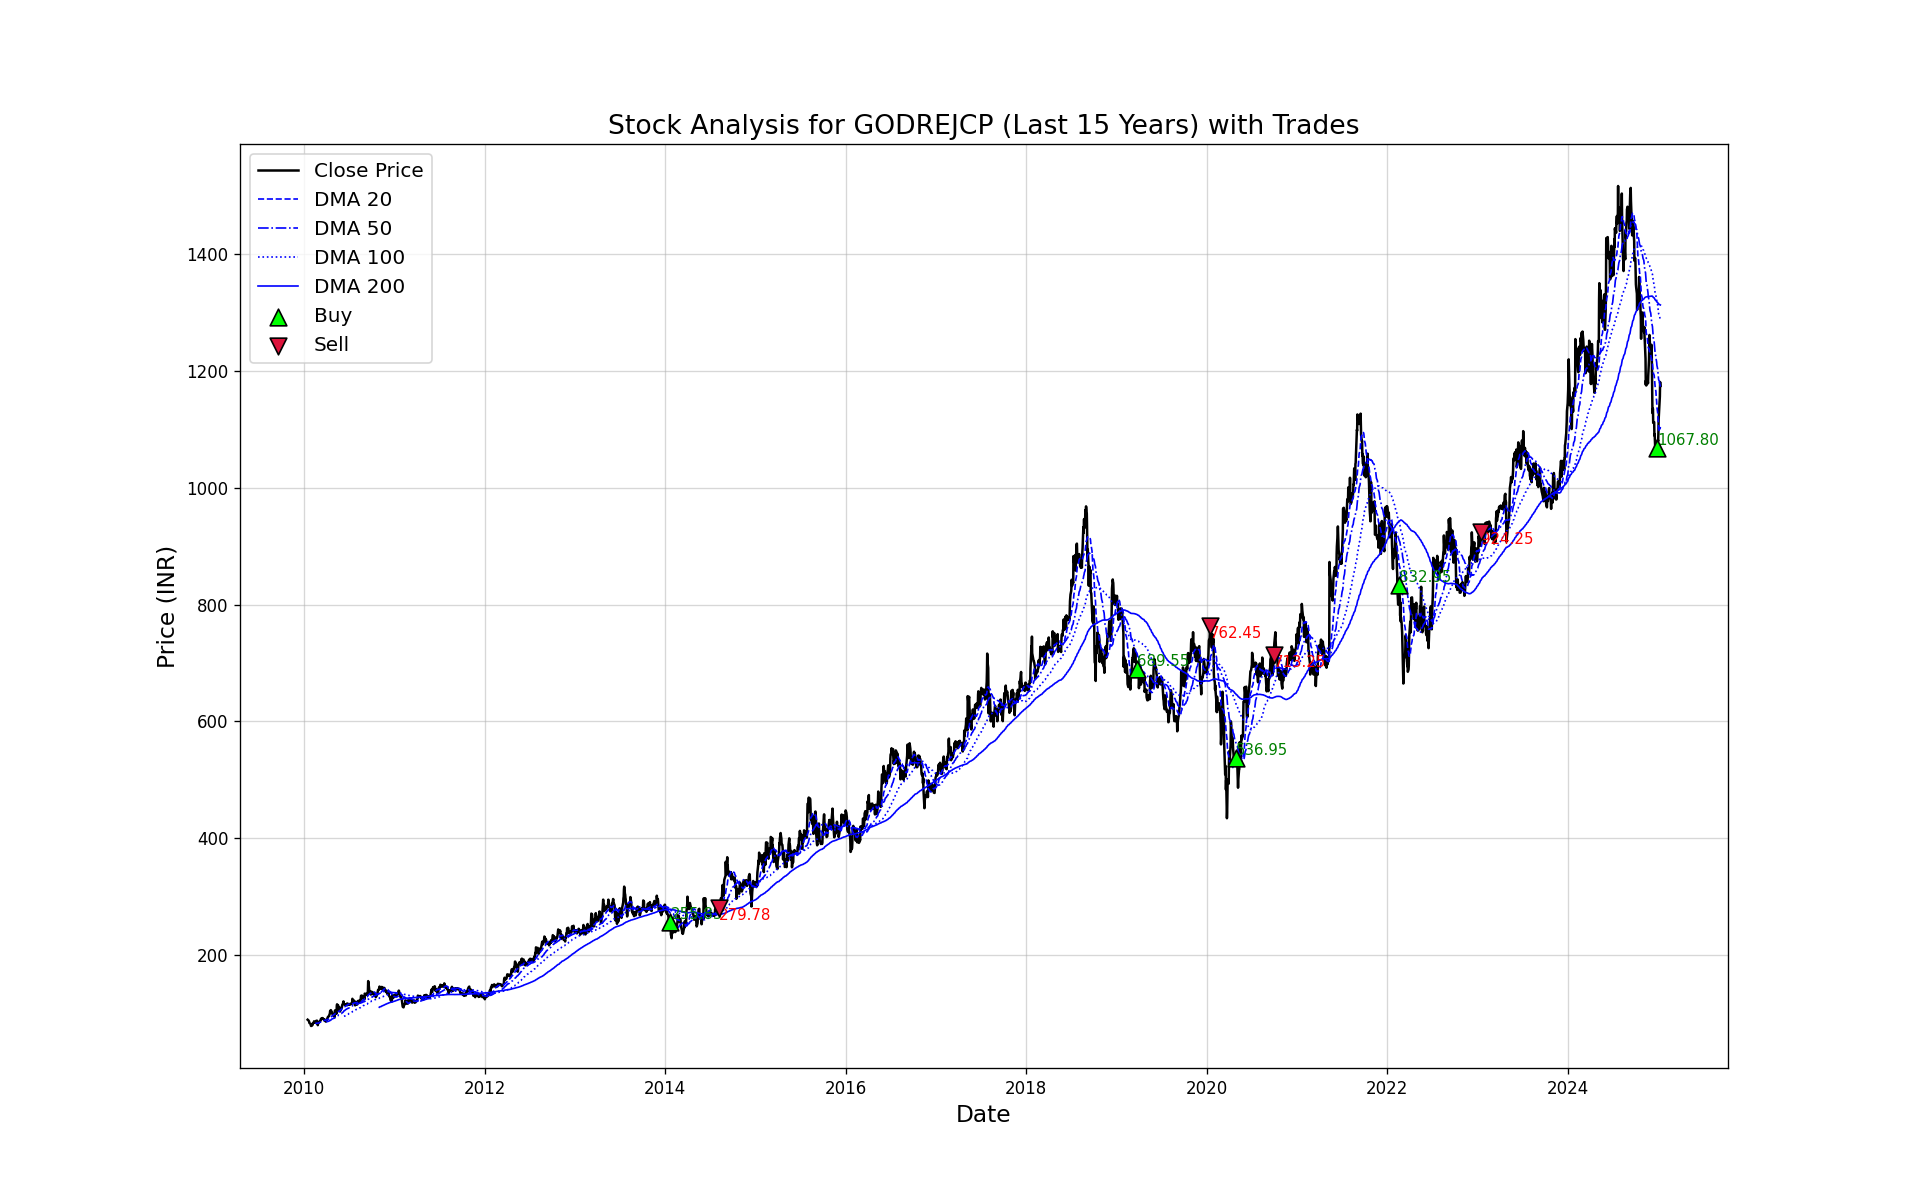 Stock Analysis for GODREJCP (Last 15 Years) with Trades
Close Price
DMA 20
DMA 50
DMA 100
DMA 200
Buy
Sell
1400
1200
1000
800
600
400
200
Price (INR)
1067.80
924.25
832.95
762.45
689.55
536.95
279.78
2010
2012
2014
2016
2018
2020
2022
2024
Date